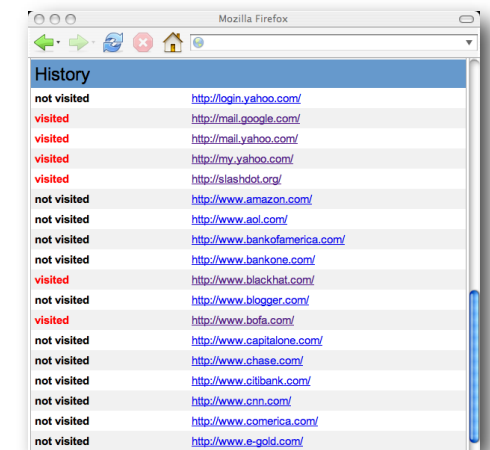 Mozilla Firefox
History
not visited http://login.yahoo.com/
visited http://mail.google.com/
visited http://mail.yahoo.com/
visited http://my.yahoo.com/
visited http://slashdot.org/
not visited http://www.amazon.com/
not visited http://www.aol.com/
not visited http://www.bankofamerica.com/
not visited http://www.bankone.com/
visited http://www.blackhat.com/
not visited http://www.blogger.com/
visited http://www.bofa.com/
not visited http://www.capitalone.com/
not visited http://www.chase.com/
not visited http://www.citibank.com/
not visited http://www.cnn.com/
not visited http://www.comerica.com/
not visited http://www.e-gold.com/